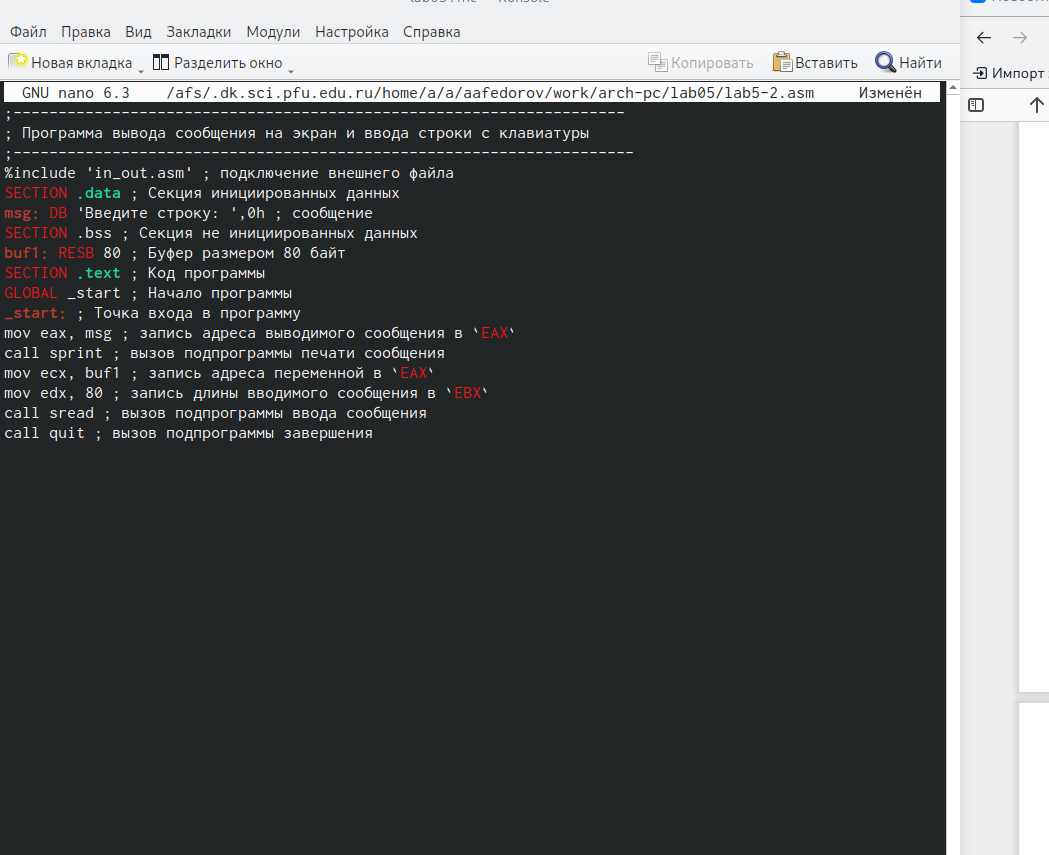 Файл Правка Вид Закладки Модули Настройка Справка
Новая вкладка Разделить окно Копировать Вставить Найти
Импорт
GNU nano 6.3 /afs/.dk.sci.pfu.edu.ru/home/a/a/aafedorov/work/arch-pc/lab05/lab5-2.asm Изменён
;--------------------------------------------------------------------
; Программа вывода сообщения на экран и ввода строки с клавиатуры
;---------------------------------------------------------------------
%include 'in_out.asm' ; подключение внешнего файла
SECTION .data ; Секция инициированных данных
msg: DB 'Введите строку: ',0h ; сообщение
SECTION .bss ; Секция не инициированных данных
buf1: RESB 80 ; Буфер размером 80 байт
SECTION .text ; Код программы
GLOBAL _start ; Начало программы
_start: ; Точка входа в программу
mov eax, msg ; запись адреса выводимого сообщения в `EAX`
call sprint ; вызов подпрограммы печати сообщения
mov ecx, buf1 ; запись адреса переменной в `EAX`
mov edx, 80 ; запись длины вводимого сообщения в `EBX`
call sread ; вызов подпрограммы ввода сообщения
call quit ; вызов подпрограммы завершения